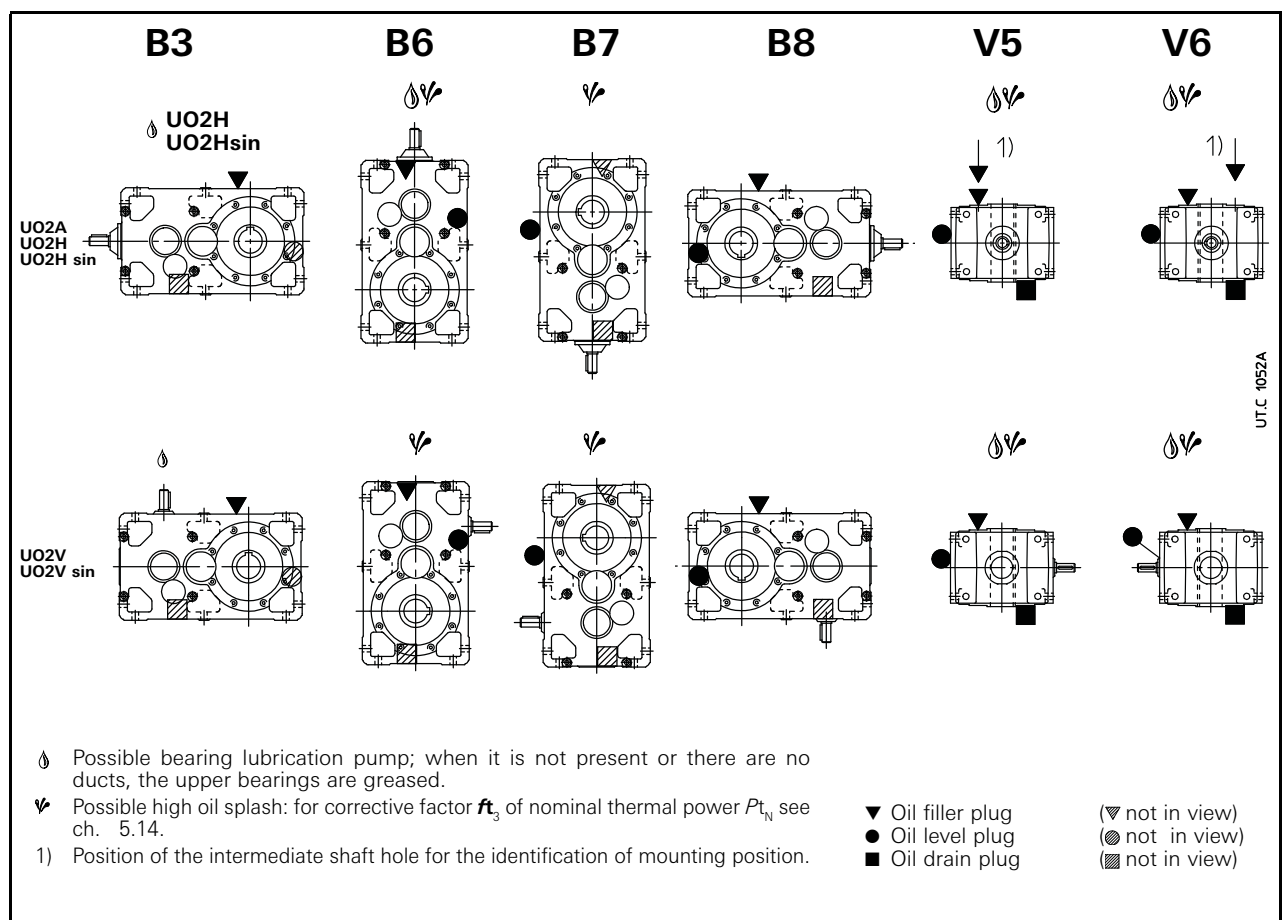 B3 B6 B7 B8 V5 V6
UO2H
UO2Hsin
1) 1)
UO2A
UO2H
UO2H sin
UT.C 1052A
UO2V
UO2V sin
Possible bearing lubrication pump; when it is not present or there are no
ducts, the upper bearings are greased.
Possible high oil splash: for corrective factor ft3 of nominal thermal power PtN see
ch. 5.14.
1) Position of the intermediate shaft hole for the identification of mounting position.
▼ Oil filler plug (▽ not in view)
● Oil level plug (◍ not in view)
■ Oil drain plug (▨ not in view)